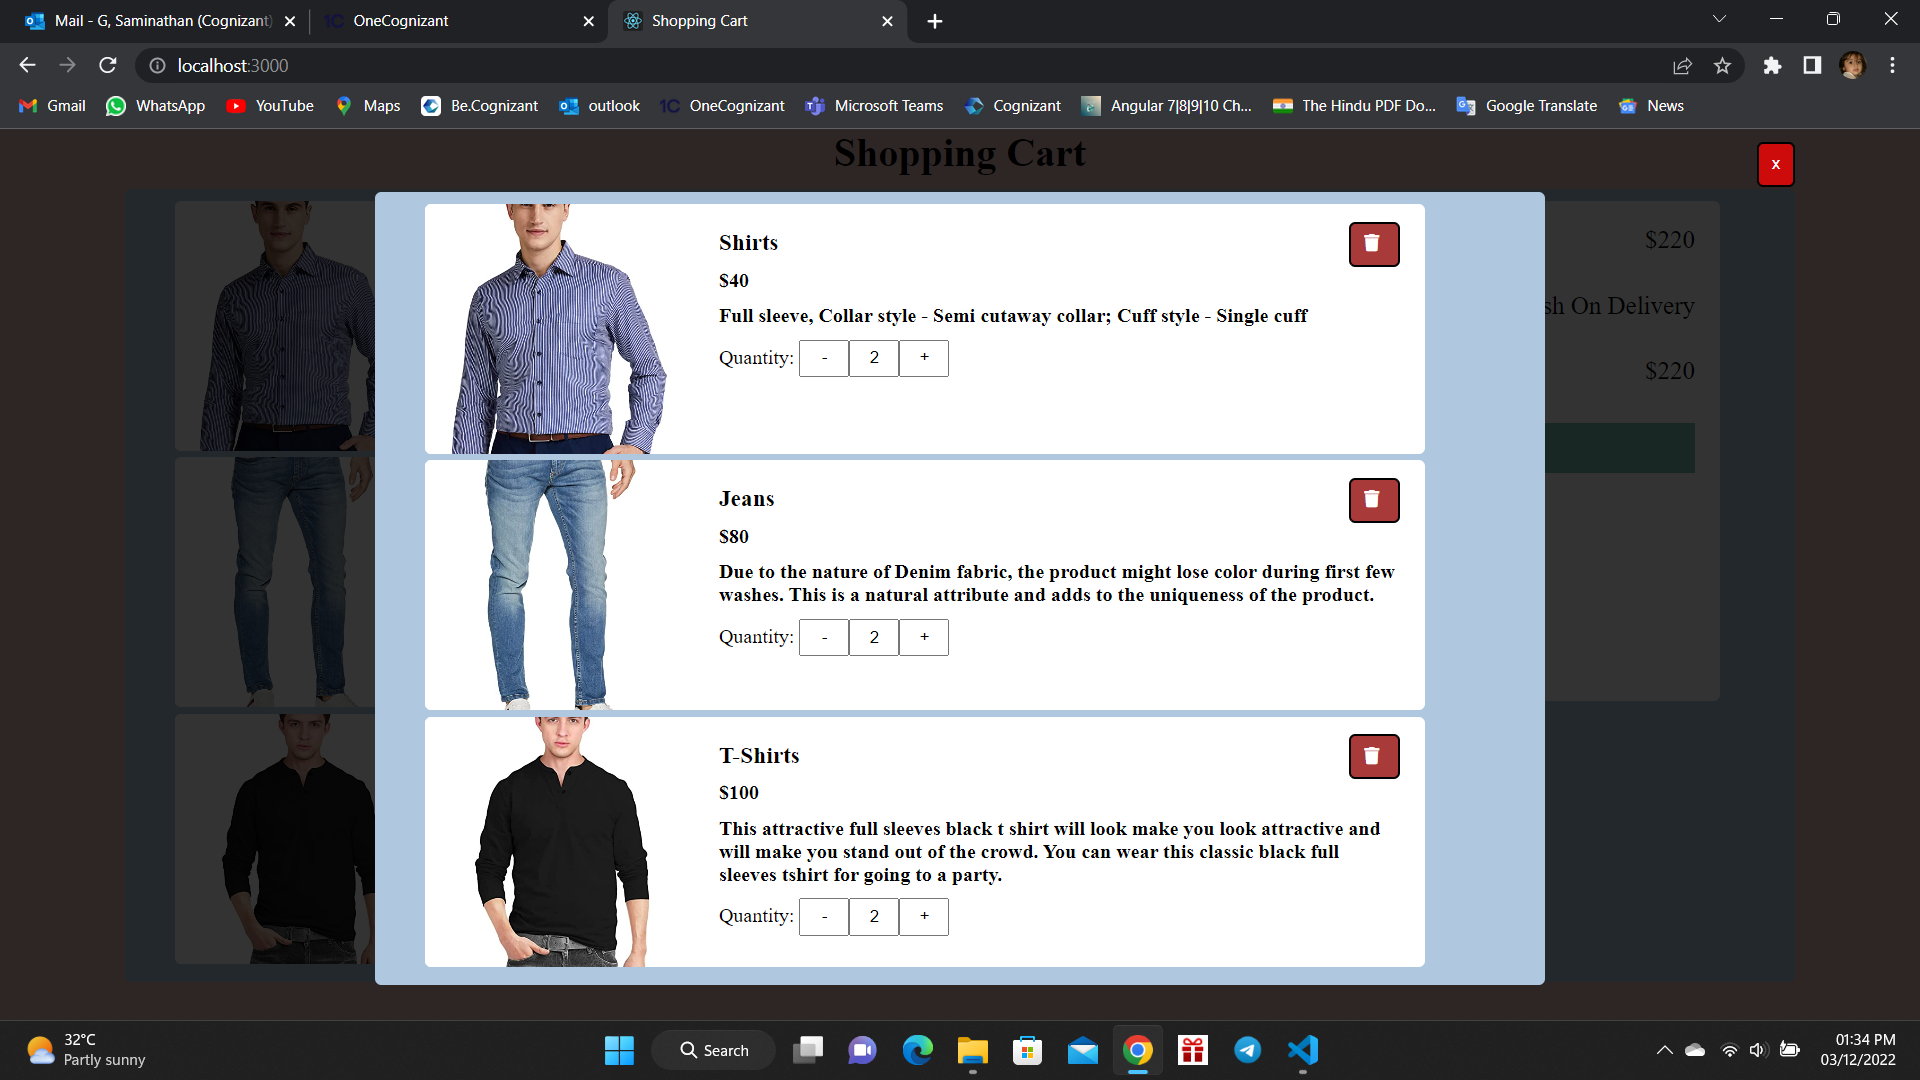 Mail - G, Saminathan (Cognizant)
OneCognizant
Shopping Cart
localhost:3000
Gmail
WhatsApp
YouTube
Maps
Be.Cognizant
outlook
1C OneCognizant
Microsoft Teams
Cognizant
Angular 7|8|9|10 Ch...
The Hindu PDF Do...
Google Translate
News
Shopping Cart
x
Shirts
$40
Full sleeve, Collar style - Semi cutaway collar; Cuff style - Single cuff
Quantity: - 2 +
$220
sh On Delivery
$220
Jeans
$80
Due to the nature of Denim fabric, the product might lose color during first few
washes. This is a natural attribute and adds to the uniqueness of the product.
Quantity: - 2 +
T-Shirts
$100
This attractive full sleeves black t shirt will look make you look attractive and
will make you stand out of the crowd. You can wear this classic black full
sleeves tshirt for going to a party.
Quantity: - 2 +
32°C
Partly sunny
Search
01:34 PM
03/12/2022